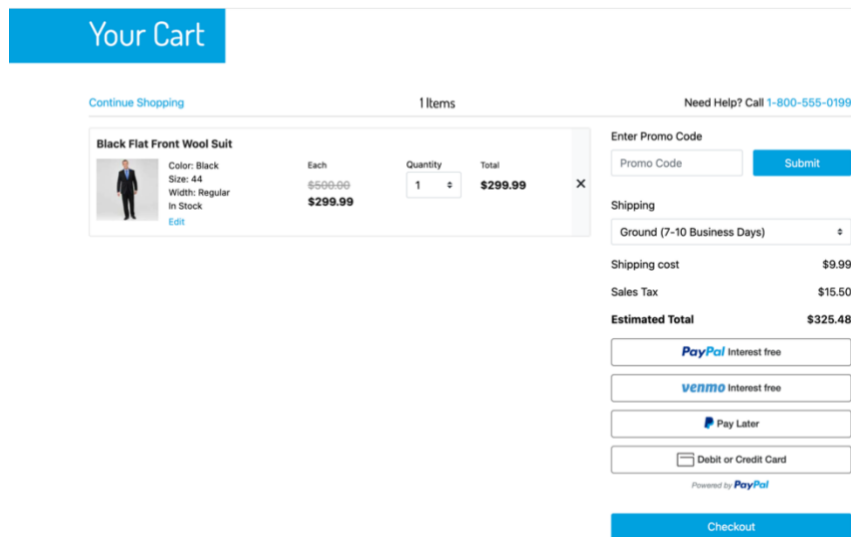 Your Cart
Continue Shopping
1 Items
Need Help? Call 1-800-555-0199
Black Flat Front Wool Suit
Color: Black
Size: 44
Width: Regular
In Stock
Edit
Each
$500.00
$299.99
Quantity
1
Total
$299.99
X
Enter Promo Code
Promo Code
Submit
Shipping
Ground (7-10 Business Days)
Shipping cost $9.99
Sales Tax $15.50
Estimated Total $325.48
PayPal Interest free
venmo Interest free
Pay Later
Debit or Credit Card
Powered by PayPal
Checkout